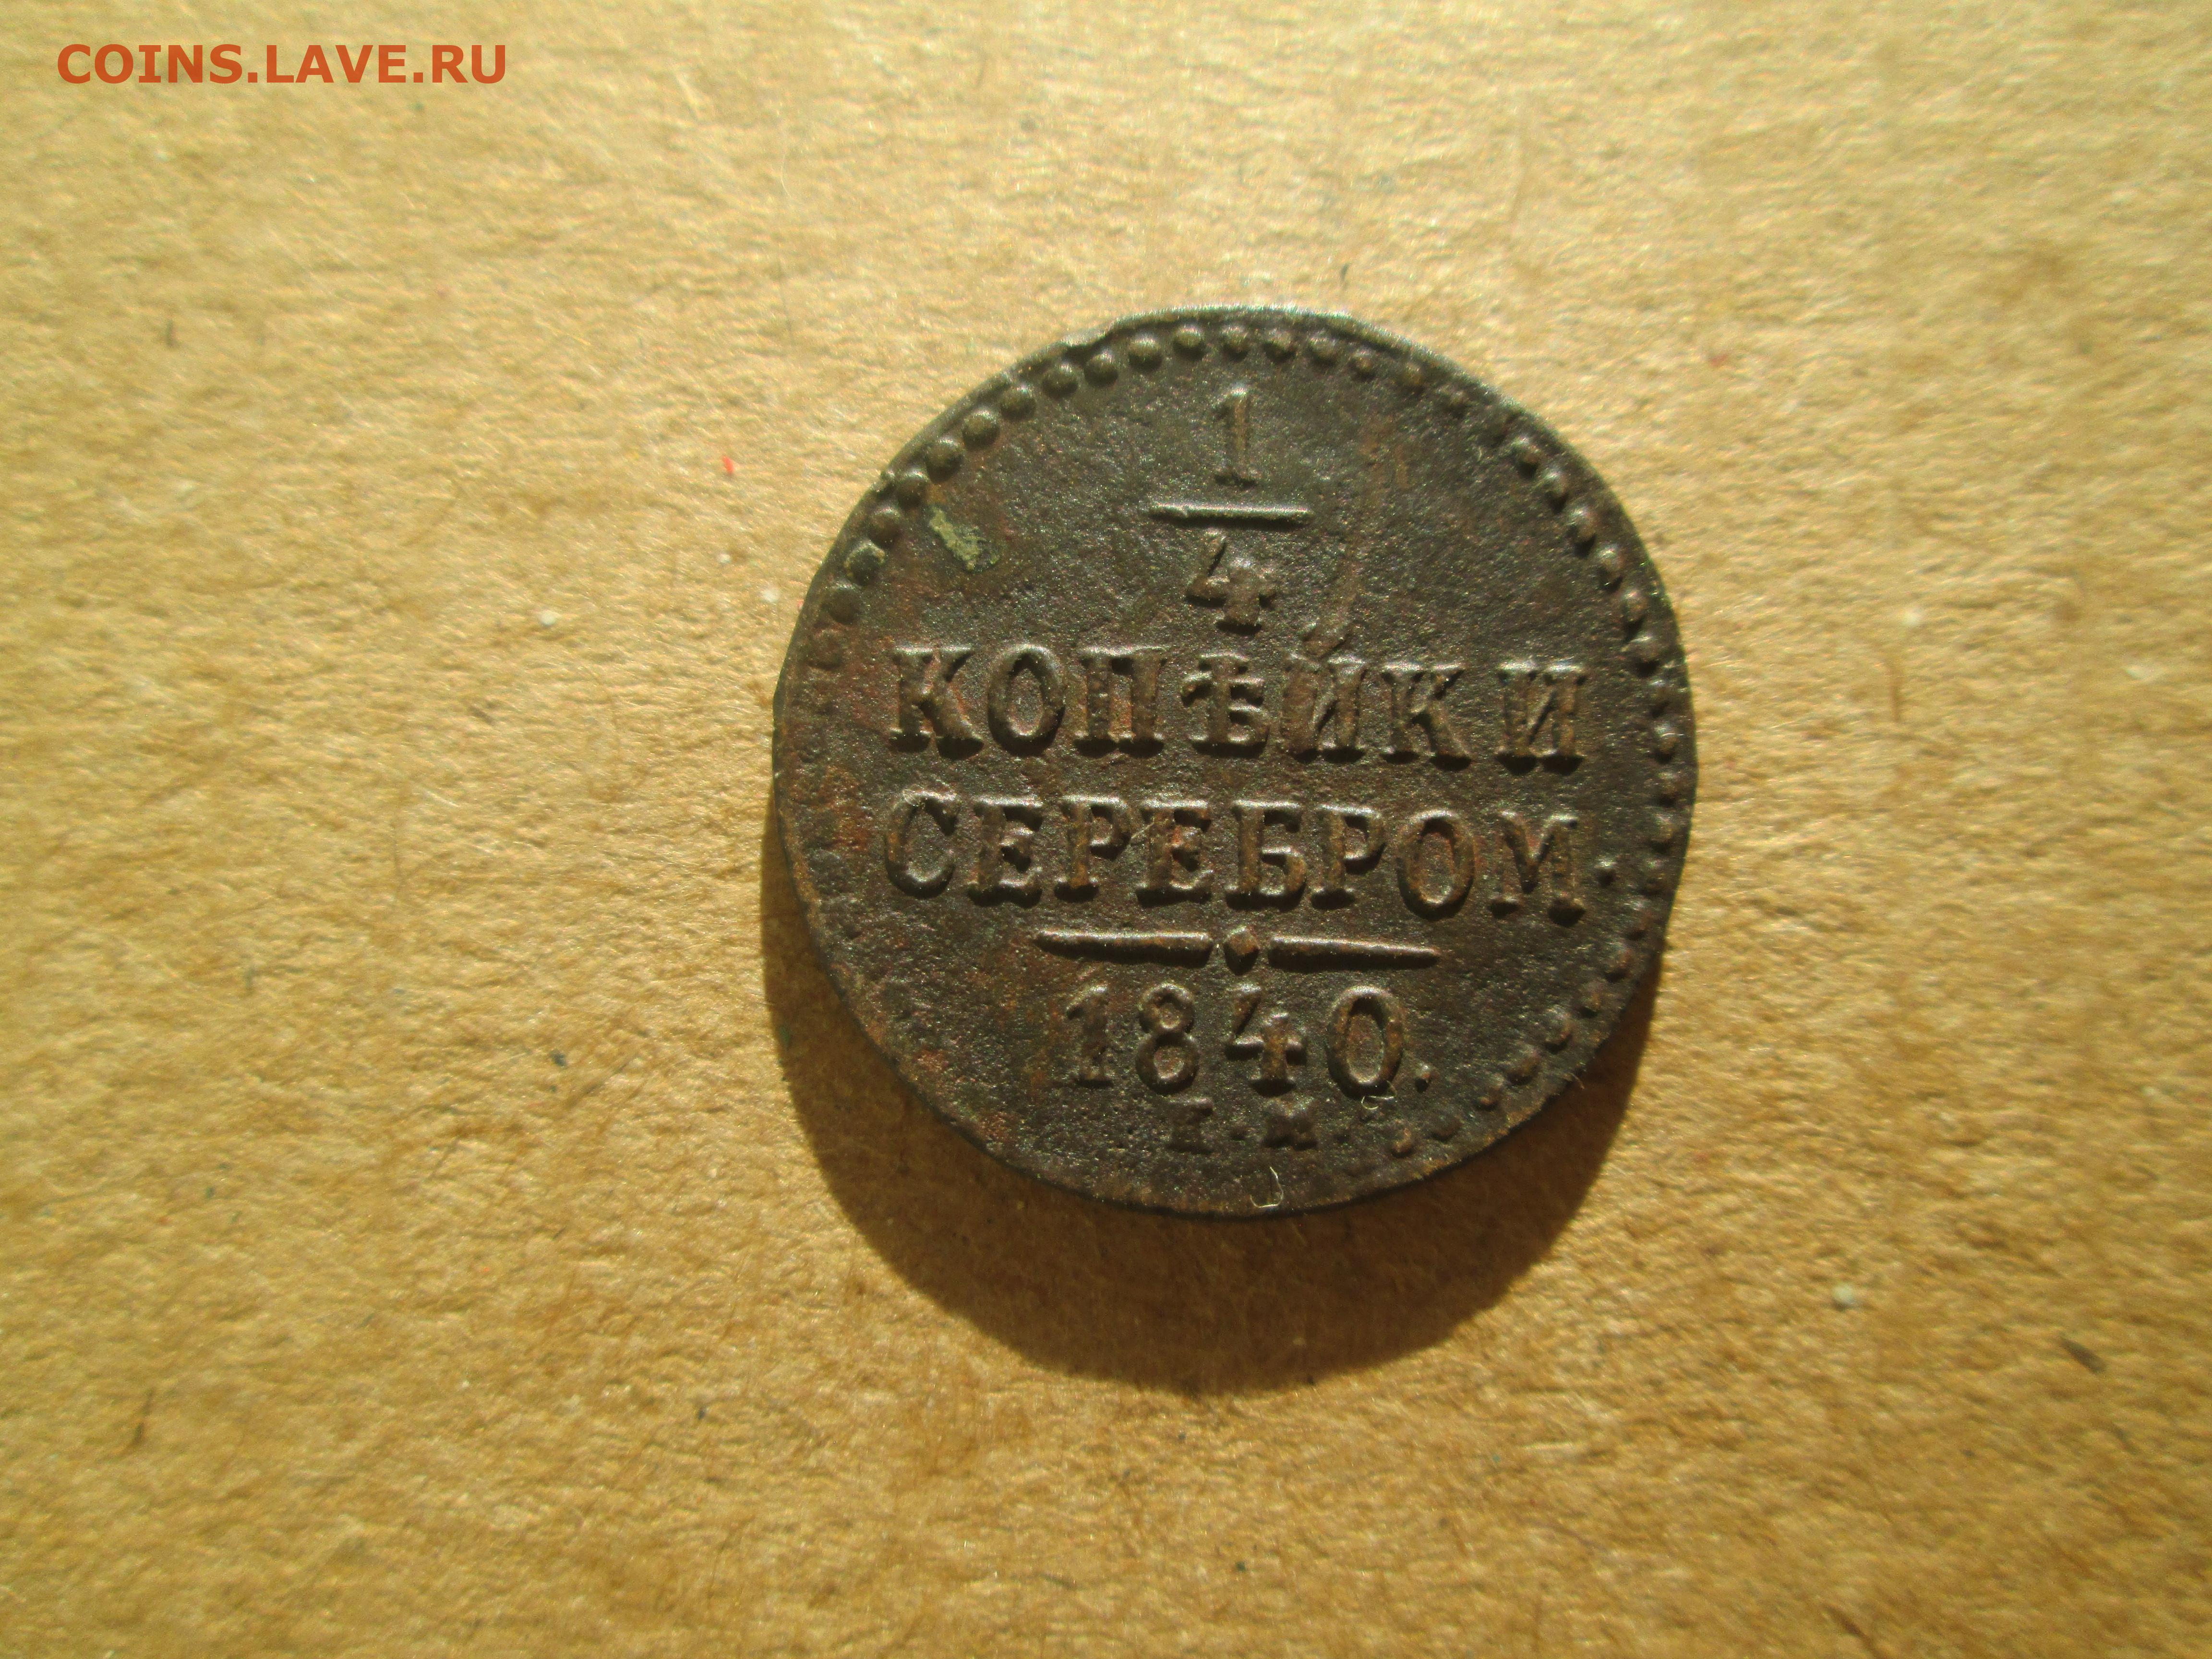 COINS.LAVE.RU
1
4
КОПѢЙКИ
СЕРЕБРОМ.
1840.
Е.М.